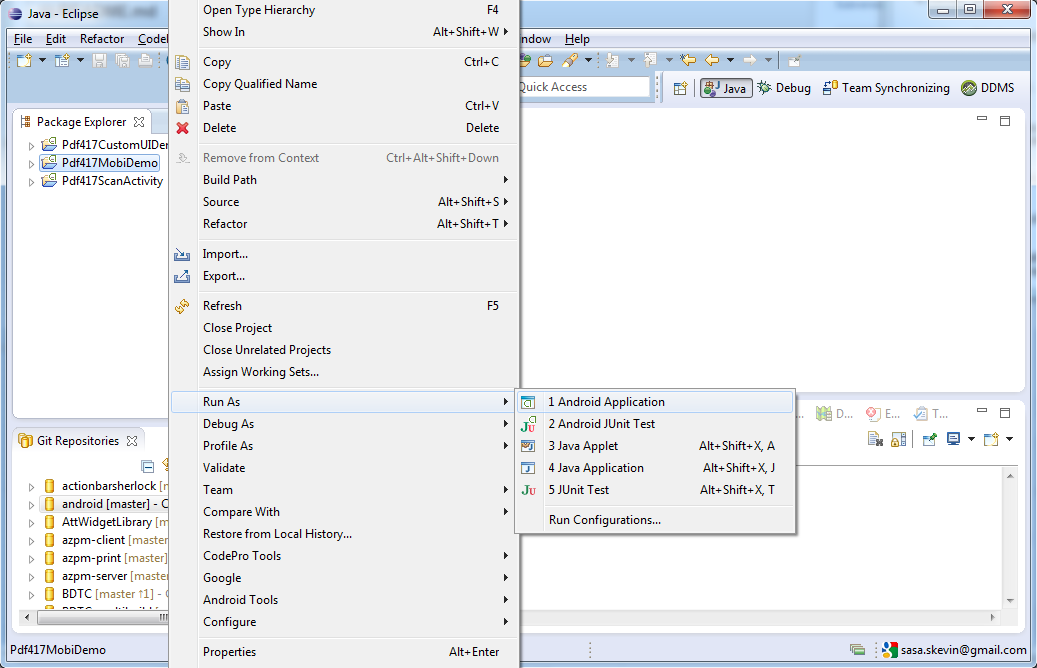 Java - Eclipse
File Edit Refactor
Help
Quick Access
Java
Debug
Team Synchronizing
DDMS
Package Explorer
Pdf417CustomUIDer
Pdf417MobiDemo
Pdf417ScanActivity
Open Type Hierarchy F4
Show In Alt+Shift+W
Copy Ctrl+C
Copy Qualified Name
Paste Ctrl+V
Delete Delete
Remove from Context Ctrl+Alt+Shift+Down
Build Path
Source Alt+Shift+S
Refactor Alt+Shift+T
Import...
Export...
Refresh F5
Close Project
Close Unrelated Projects
Assign Working Sets...
Run As
Debug As
Profile As
Validate
Team
Compare With
Restore from Local History...
CodePro Tools
Google
Android Tools
Configure
Properties Alt+Enter
1 Android Application
2 Android JUnit Test
3 Java Applet Alt+Shift+X, A
4 Java Application Alt+Shift+X, J
5 JUnit Test Alt+Shift+X, T
Run Configurations...
D...
E...
T...
Git Repositories
actionbarsherlock [
android [master] - C
AttWidgetLibrary [m
azpm-client [master
azpm-print [master]
azpm-server [master
BDTC [master ↑1] - C
Pdf417MobiDemo
sasa.skevin@gmail.com